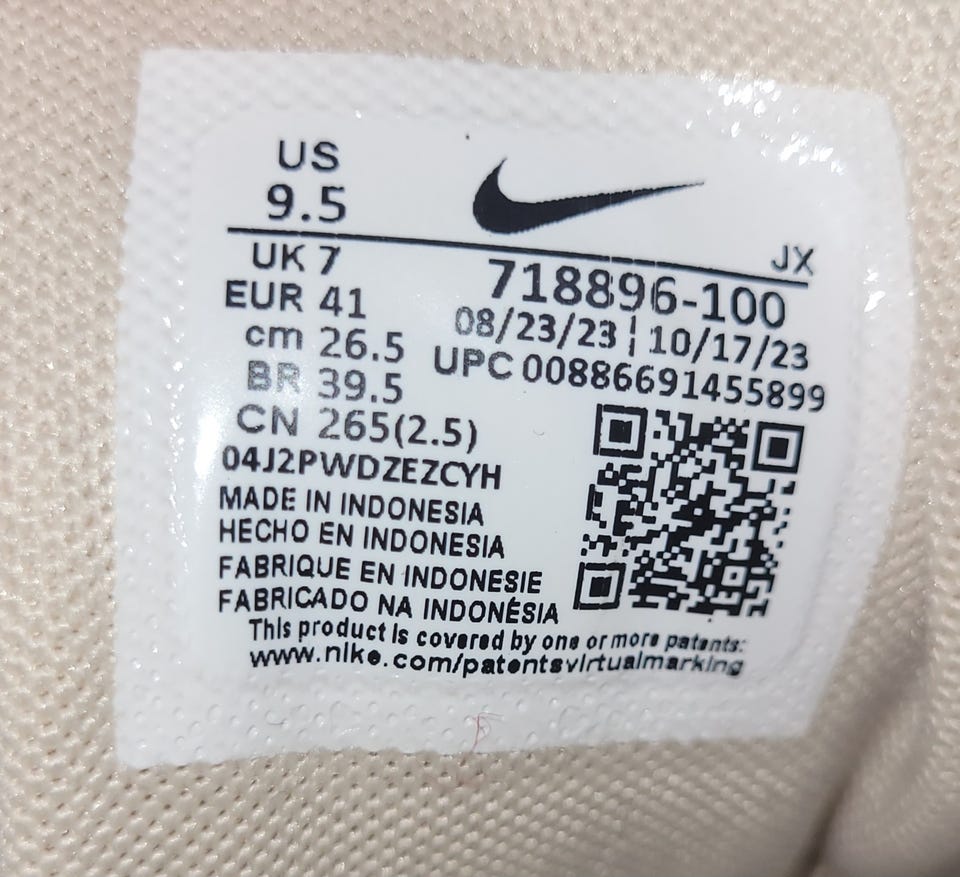 US
9.5
JX
UK 7
EUR 41
cm 26.5
BR 39.5
CN 265(2.5)
718896-100
08/23/23 ¦ 10/17/23
UPC 00886691455899
04J2PWDZEZCYH
MADE IN INDONESIA
HECHO EN INDONESIA
FABRIQUE EN INDONESIE
FABRICADO NA INDONÉSIA
This product is covered by one or more patents:
www.nike.com/patentsvirtualmarking